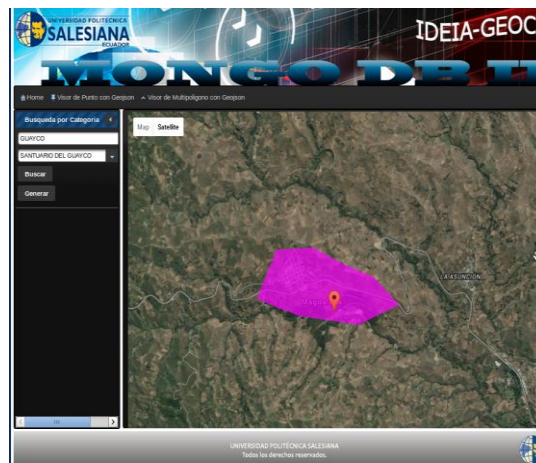 UNIVERSIDAD POLITÉCNICA
SALESIANA
ECUADOR
IDEIA-GEOC
MONGO DB
Home Visor de Punto con Geojson Visor de Multipoligono con Geojson
Busqueda por Categoria
GUAYCO
SANTUARIO DEL GUAYCO
Buscar
Generar
Map Satellite
LA ASUNCIÓN
UNIVERSIDAD POLITÉCNICA SALESIANA
Todos los derechos reservados.